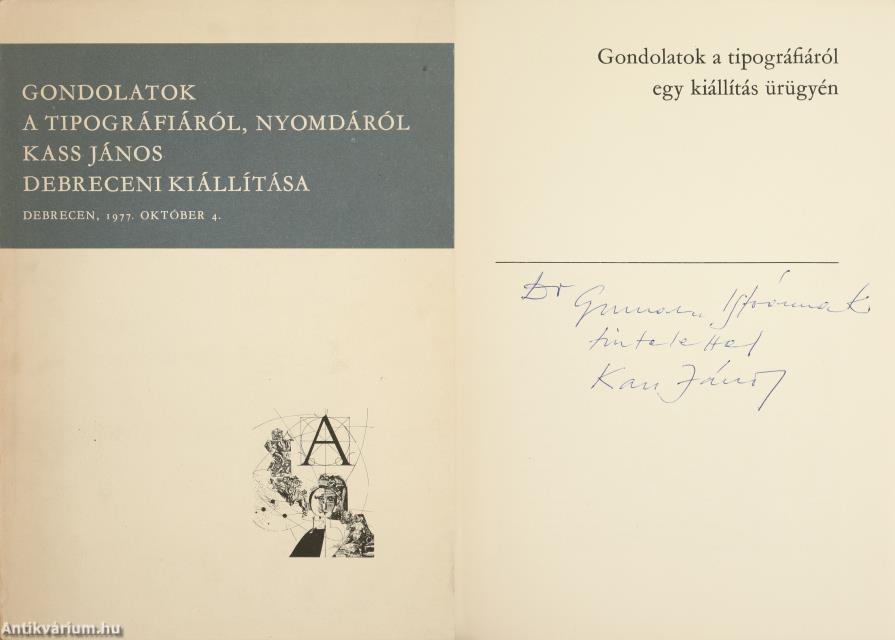 GONDOLATOK
A TIPOGRÁFIÁRÓL, NYOMDÁRÓL
KASS JÁNOS
DEBRECENI KIÁLLÍTÁSA
DEBRECEN, 1977. OKTÓBER 4.
A
Gondolatok a tipográfiáról
egy kiállítás ürügyén
Dr Istvánnak
tisztelettel
Kass János
Antikvárium.hu